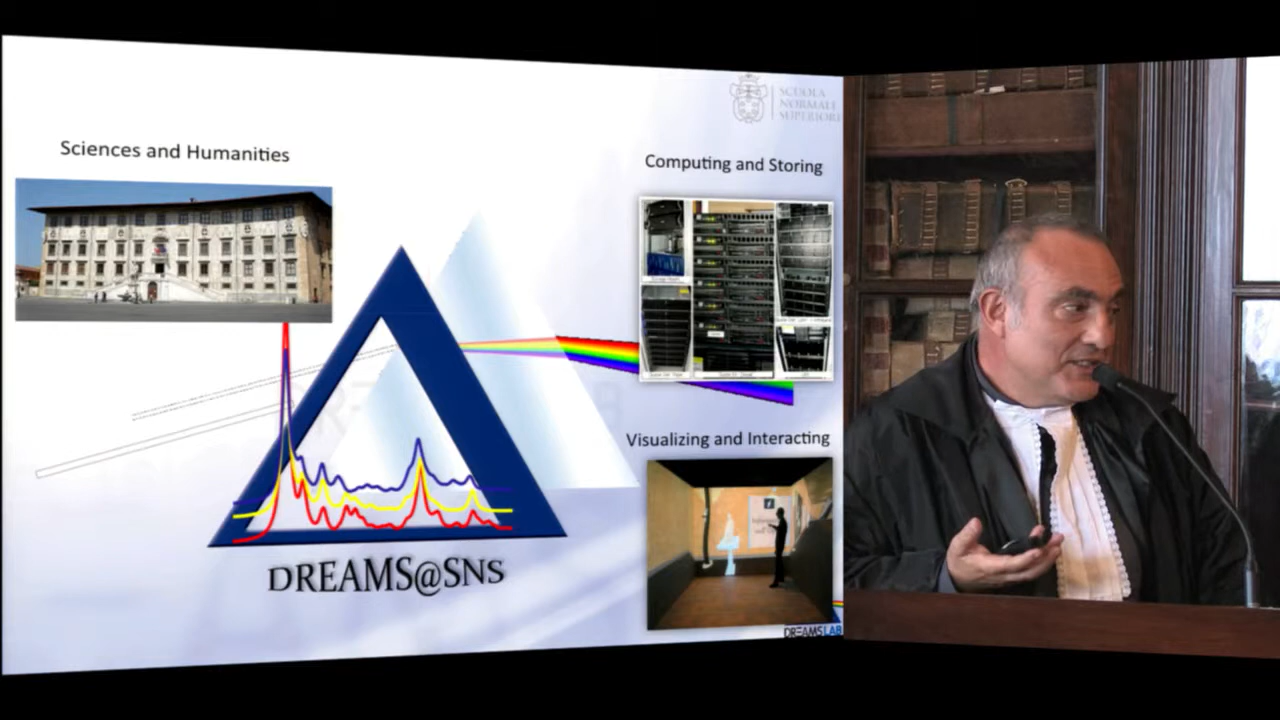 SCUOLA
NORMALE
SUPERIORE
Sciences and Humanities
Computing and Storing
Visualizing and Interacting
DREAMS@SNS
DREAMSLAB